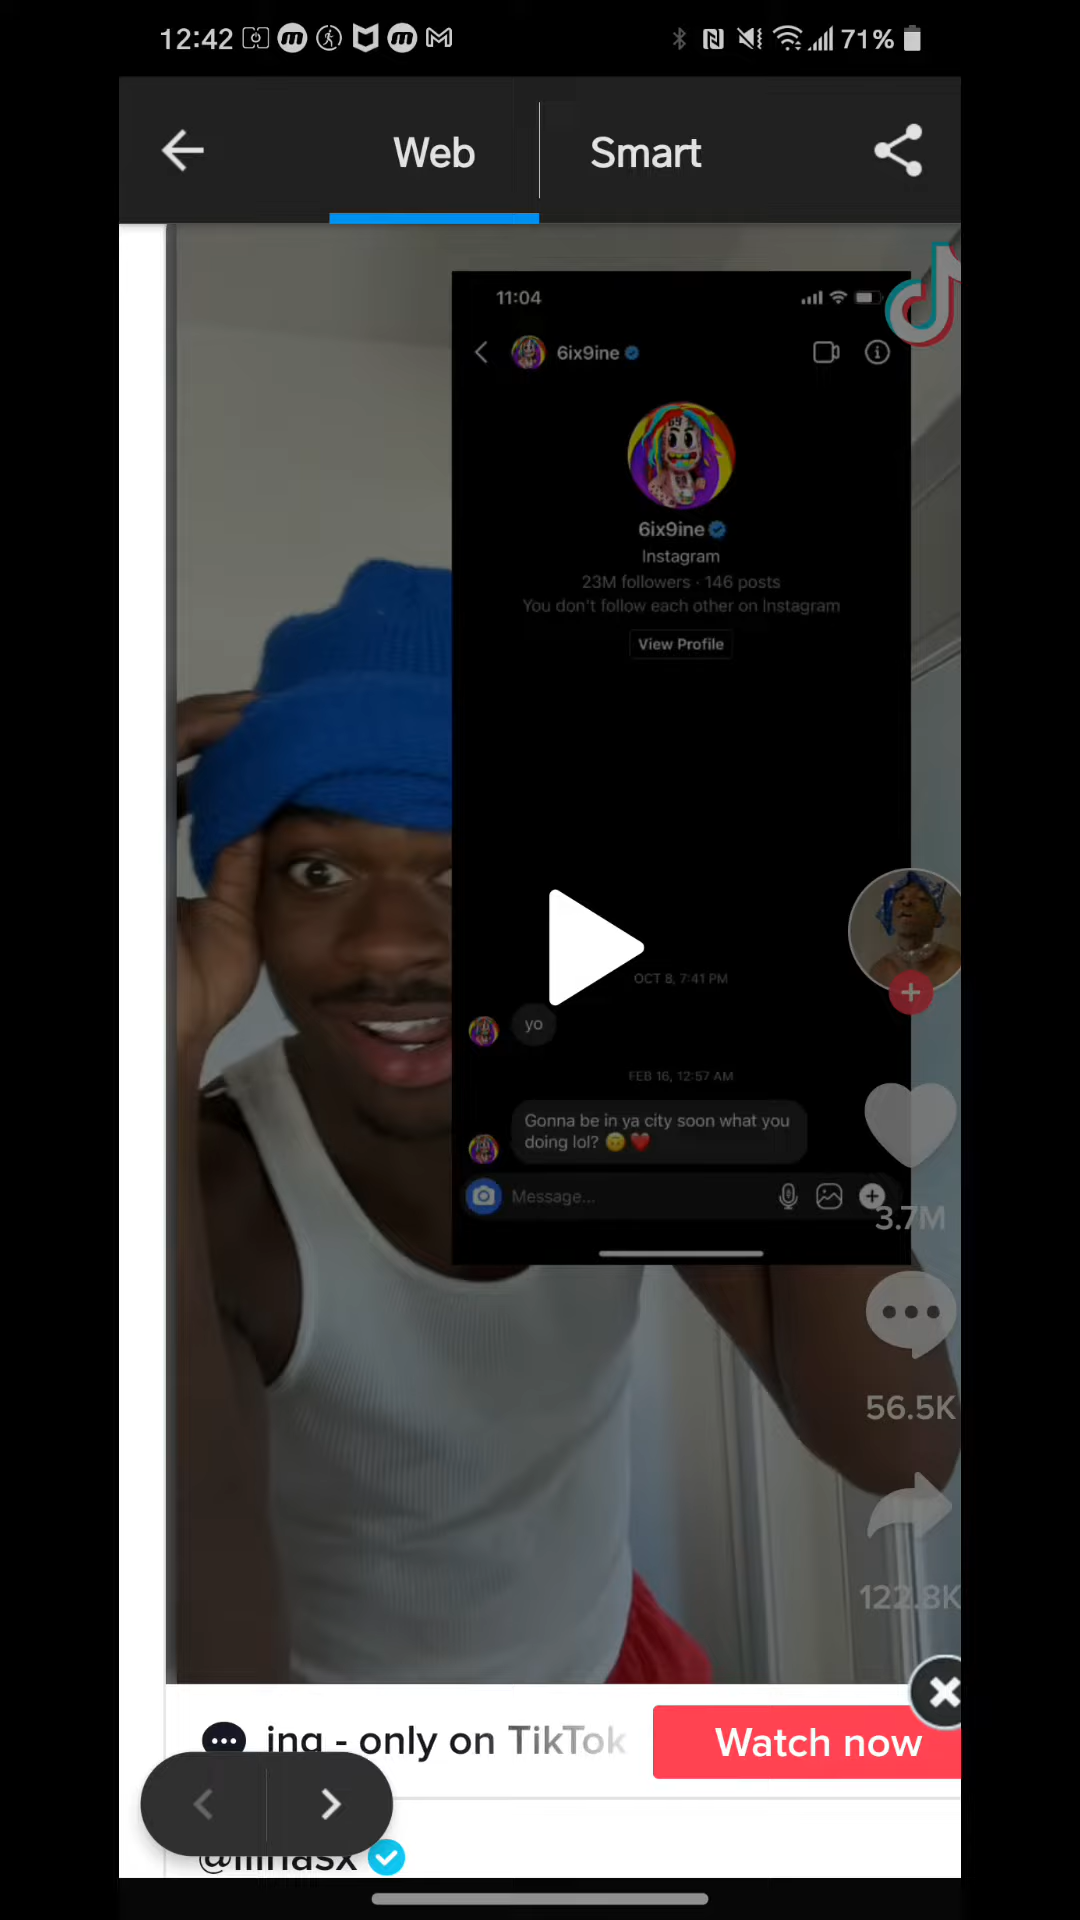 12:42
71%
Web
Smart
11:04
6ix9ine
6ix9ine
Instagram
23M followers · 146 posts
You don't follow each other on Instagram
View Profile
OCT 8, 7:41 PM
yo
FEB 16, 12:57 AM
Gonna be in ya city soon what you
doing lol? 🙃 ❤️
Message...
3.7M
56.5K
122.8K
ing - only on TikTok
Watch now
@lilnasx